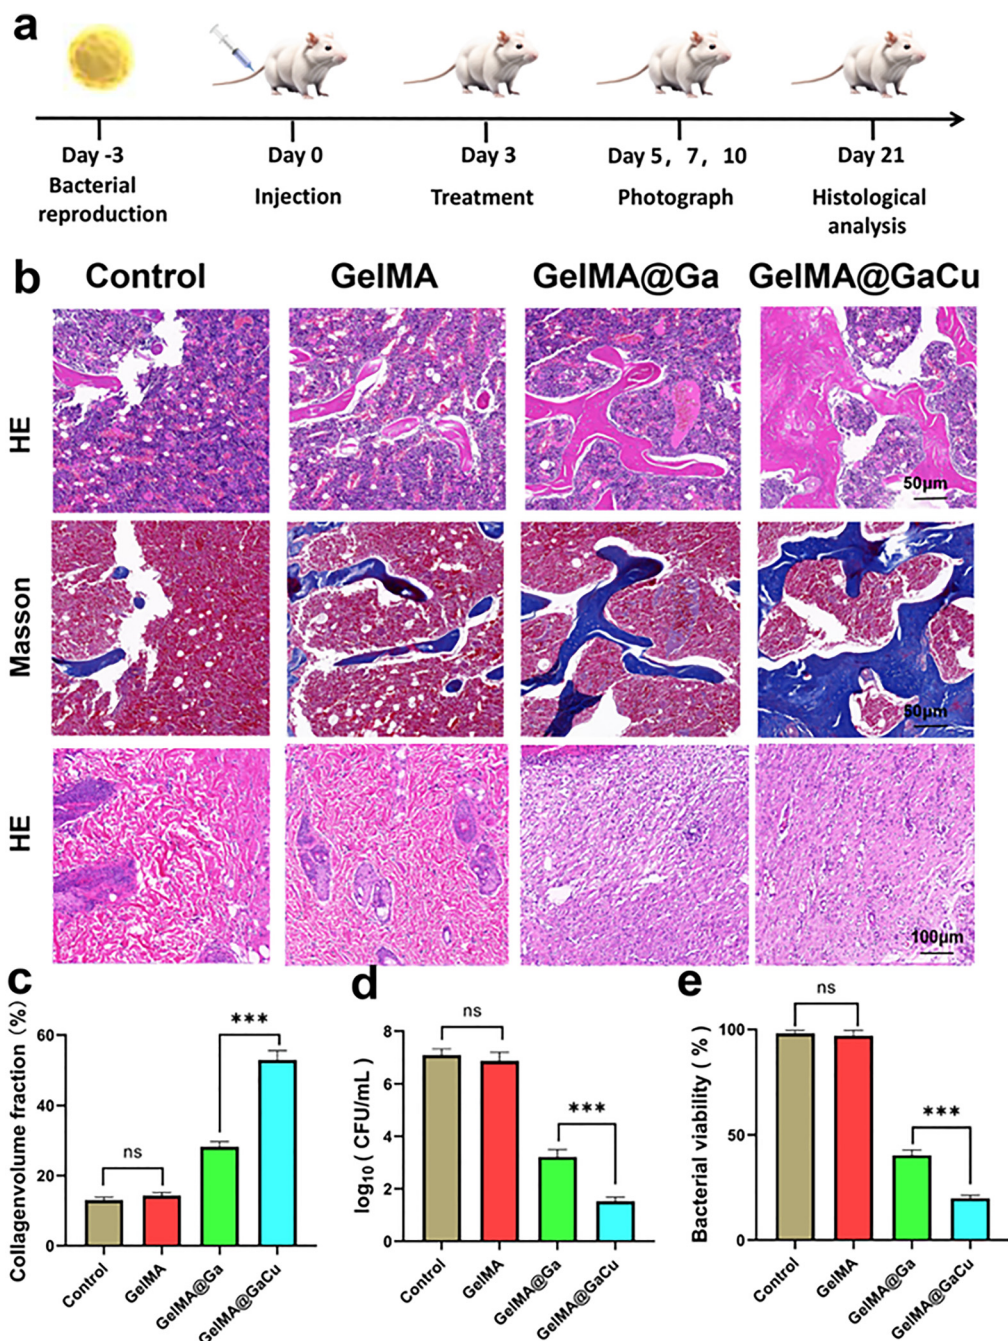 a
Day -3
Day 0
Day 3
Day 5, 7, 10
Day 21
Bacterial
reproduction
Injection
Treatment
Photograph
Histological
analysis
b
Control
GelMA
GelMA@Ga
GelMA@GaCu
HE
50μm
Masson
50μm
HE
100μm
c
Collagenvolume fraction (%)
60
40
20
0
ns
***
Control
GelMA
GelMA@Ga
GelMA@GaCu
d
log10 ( CFU/mL )
8
6
4
2
0
ns
***
Control
GelMA
GelMA@Ga
GelMA@GaCu
e
Bacterial viability ( % )
100
50
0
ns
***
Control
GelMA
GelMA@Ga
GelMA@GaCu